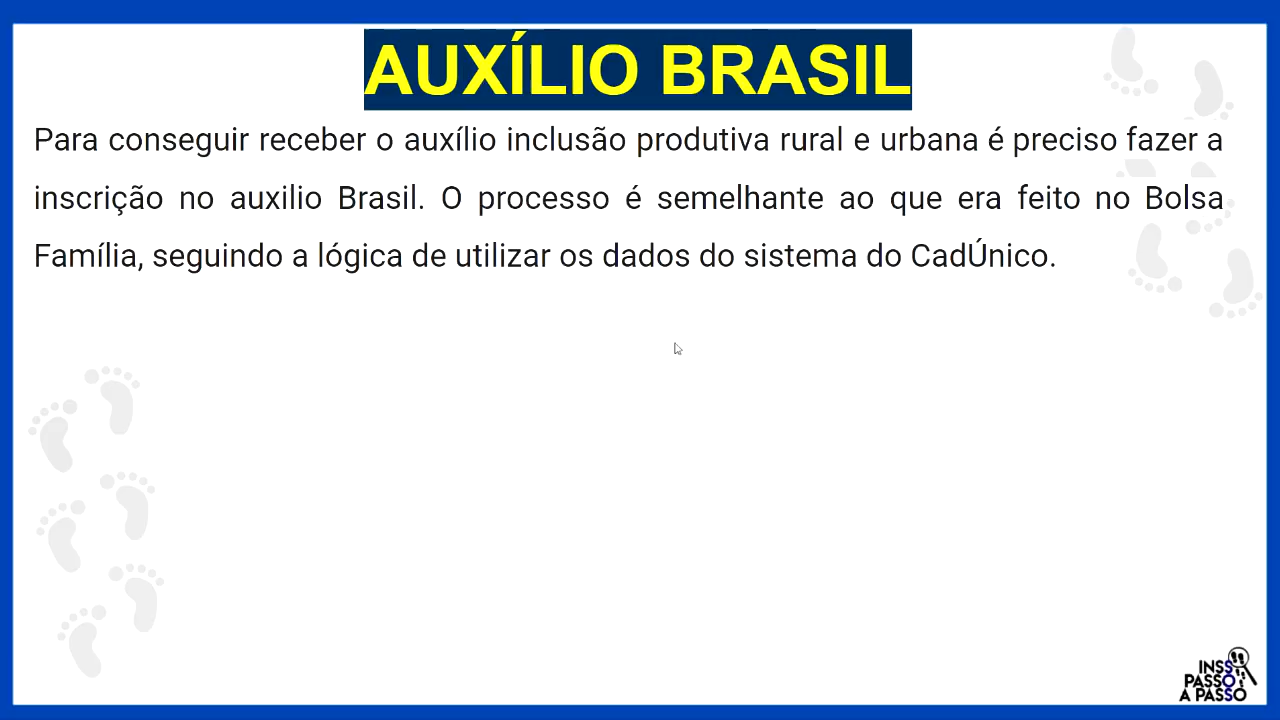 AUXÍLIO BRASIL
Para conseguir receber o auxílio inclusão produtiva rural e urbana é preciso fazer a
inscrição no auxilio Brasil. O processo é semelhante ao que era feito no Bolsa
Família, seguindo a lógica de utilizar os dados do sistema do CadÚnico.
INSS
PASSO
A PASSO